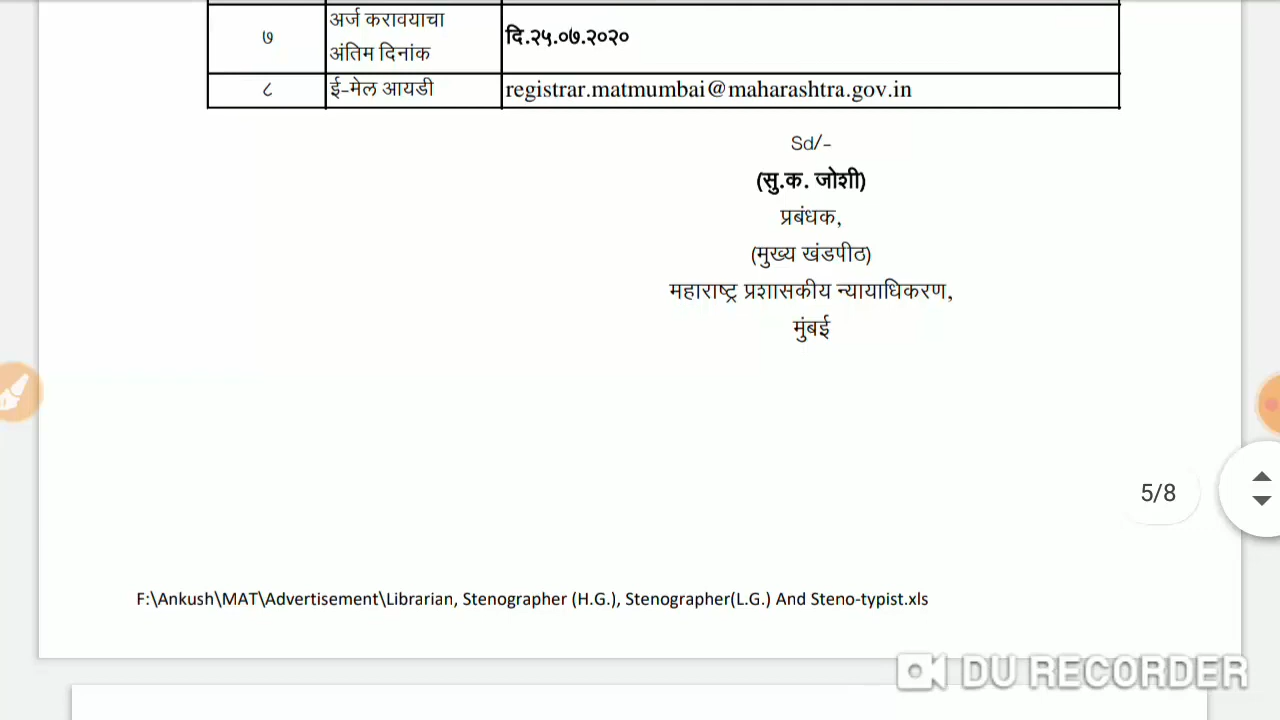 ७ अर्ज करावयाचा
अंतिम दिनांक दि.२५.०७.२०२०
८ ई-मेल आयडी registrar.matmumbai@maharashtra.gov.in
Sd/-
(सु.क. जोशी)
प्रबंधक,
(मुख्य खंडपीठ)
महाराष्ट्र प्रशासकीय न्यायाधिकरण,
मुंबई
5/8
F:\Ankush\MAT\Advertisement\Librarian, Stenographer (H.G.), Stenographer(L.G.) And Steno-typist.xls
DU RECORDER